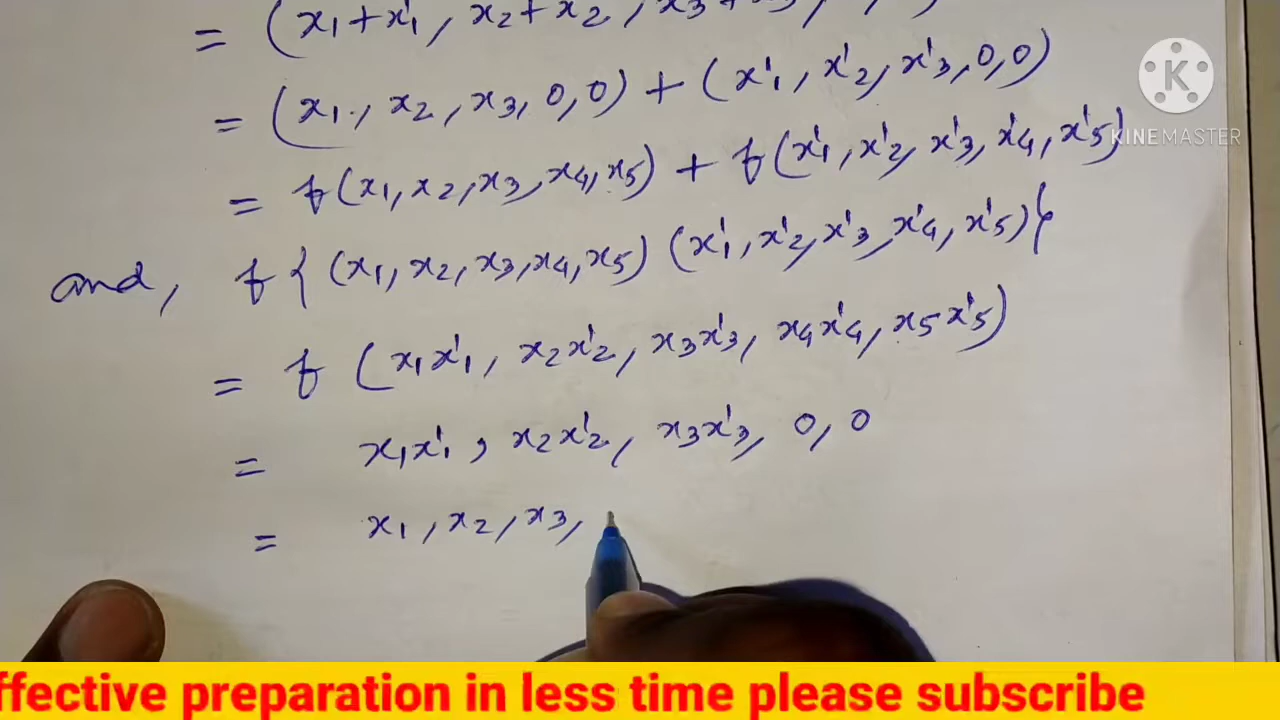 = (x₁+x'₁, x₂+x₂, x₃+x₃,
= (x₁, x₂, x₃, 0,0) + (x'₁, x'₂, x'₃, 0,0)
= f(x₁, x₂, x₃, x₄, x₅) + f(x'₁, x'₂, x'₃, x'₄, x'₅)
and, f{(x₁, x₂, x₃, x₄, x₅) (x'₁, x'₂, x'₃, x'₄, x'₅)}
= f (x₁x'₁, x₂x'₂, x₃x'₃, x₄x'₄, x₅x'₅)
= x₁x'₁, x₂x'₂, x₃x'₃, 0, 0
= x₁, x₂, x₃,
K
KINEMASTER
ffective preparation in less time please subscribe